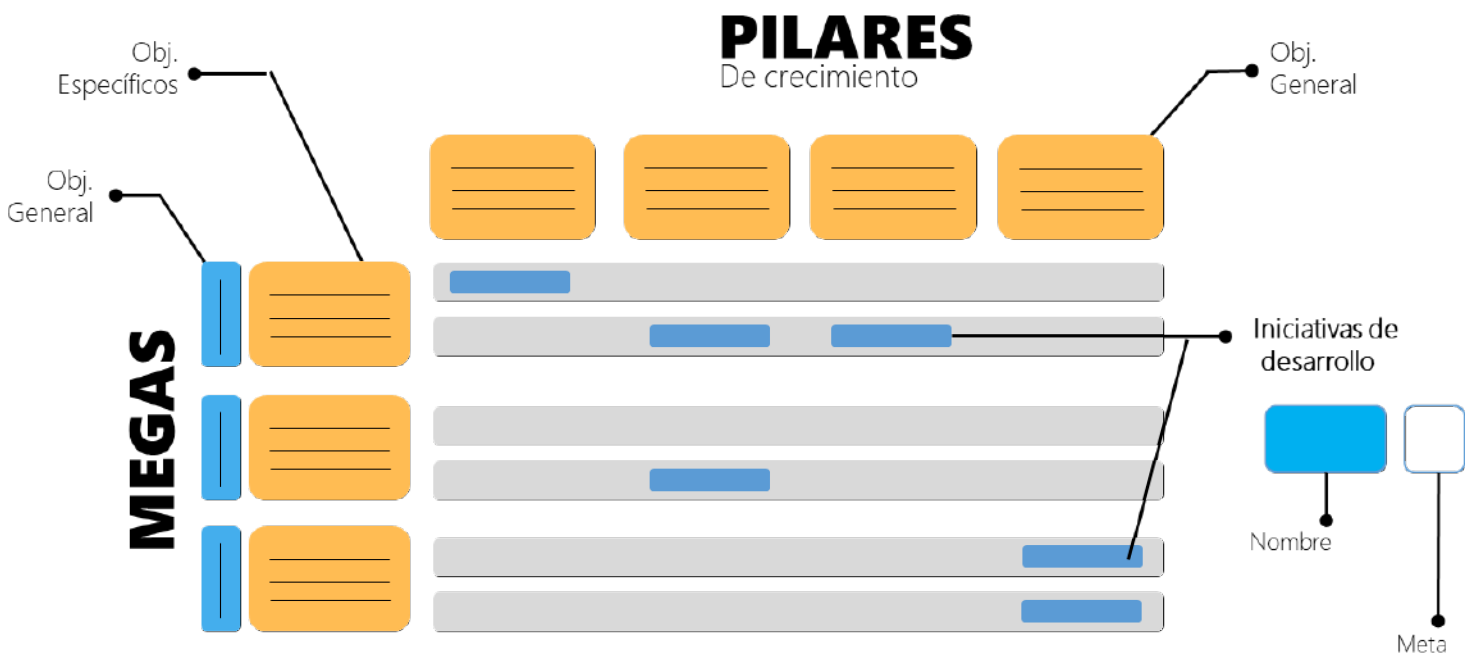 PILARES
De crecimiento
Obj.
Específicos
Obj.
General
Obj.
General
MEGAS
Iniciativas de
desarrollo
Nombre
Meta